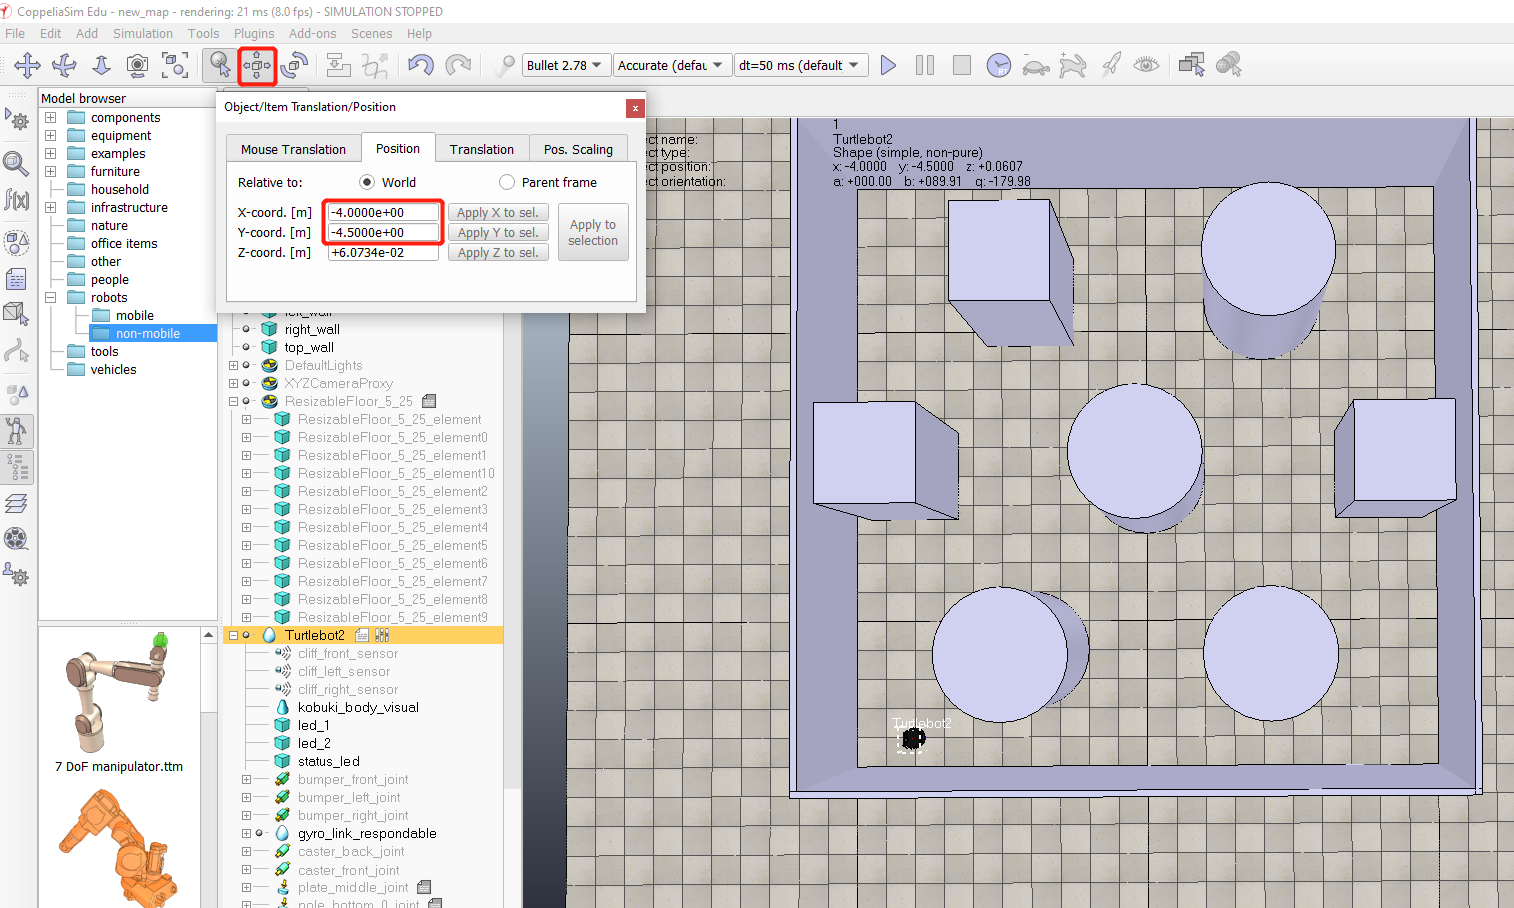 CoppeliaSim Edu - new_map - rendering: 21 ms (8.0 fps) - SIMULATION STOPPED
File Edit Add Simulation Tools Plugins Add-ons Scenes Help
Bullet 2.78 Accurate (defau dt=50 ms (default)
Model browser
components
equipment
examples
furniture
household
infrastructure
nature
office items
other
people
robots
mobile
non-mobile
tools
vehicles
7 DoF manipulator.ttm
Object/Item Translation/Position
x
Mouse Translation Position Translation Pos. Scaling
Relative to: World Parent frame
X-coord. [m] -4.0000e+00 Apply X to sel.
Y-coord. [m] -4.5000e+00 Apply Y to sel.
Z-coord. [m] +6.0734e-02 Apply Z to sel.
Apply to
selection
left_wall
right_wall
top_wall
DefaultLights
XYZCameraProxy
ResizableFloor_5_25
ResizableFloor_5_25_element
ResizableFloor_5_25_element0
ResizableFloor_5_25_element1
ResizableFloor_5_25_element10
ResizableFloor_5_25_element2
ResizableFloor_5_25_element3
ResizableFloor_5_25_element4
ResizableFloor_5_25_element5
ResizableFloor_5_25_element6
ResizableFloor_5_25_element7
ResizableFloor_5_25_element8
ResizableFloor_5_25_element9
Turtlebot2
cliff_front_sensor
cliff_left_sensor
cliff_right_sensor
kobuki_body_visual
led_1
led_2
status_led
bumper_front_joint
bumper_left_joint
bumper_right_joint
gyro_link_respondable
caster_back_joint
caster_front_joint
plate_middle_joint
pole_bottom_0_joint
1
ect name: Turtlebot2
ect type: Shape (simple, non-pure)
ect position: x: -4.0000 y: -4.5000 z: +0.0607
ect orientation: a: +000.00 b: +089.91 g: -179.98
Turtlebot2